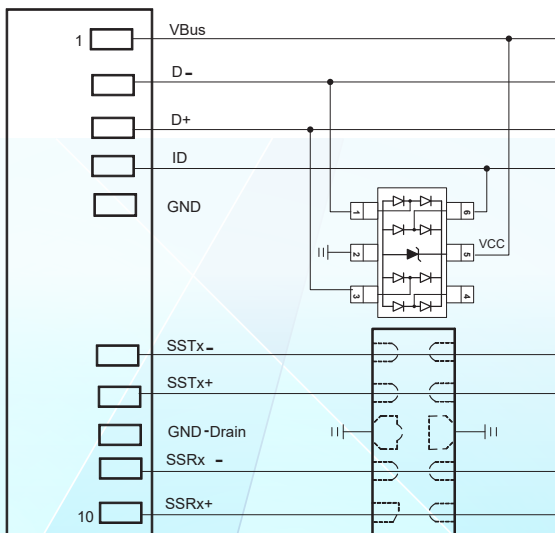 1 VBus
D-
D+
ID
GND
1 6
2 5 VCC
3 4
SSTx-
SSTx+
GND-Drain
SSRx -
10 SSRx+